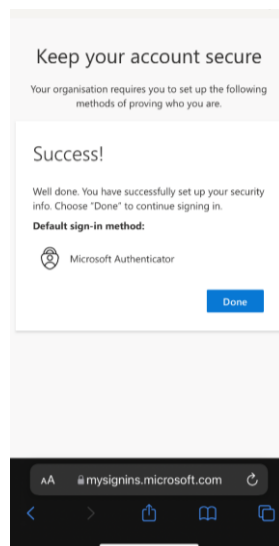 Keep your account secure
Your organisation requires you to set up the following
methods of proving who you are.
Success!
Well done. You have successfully set up your security
info. Choose "Done" to continue signing in.
Default sign-in method:
Microsoft Authenticator
Done
AA
mysignins.microsoft.com